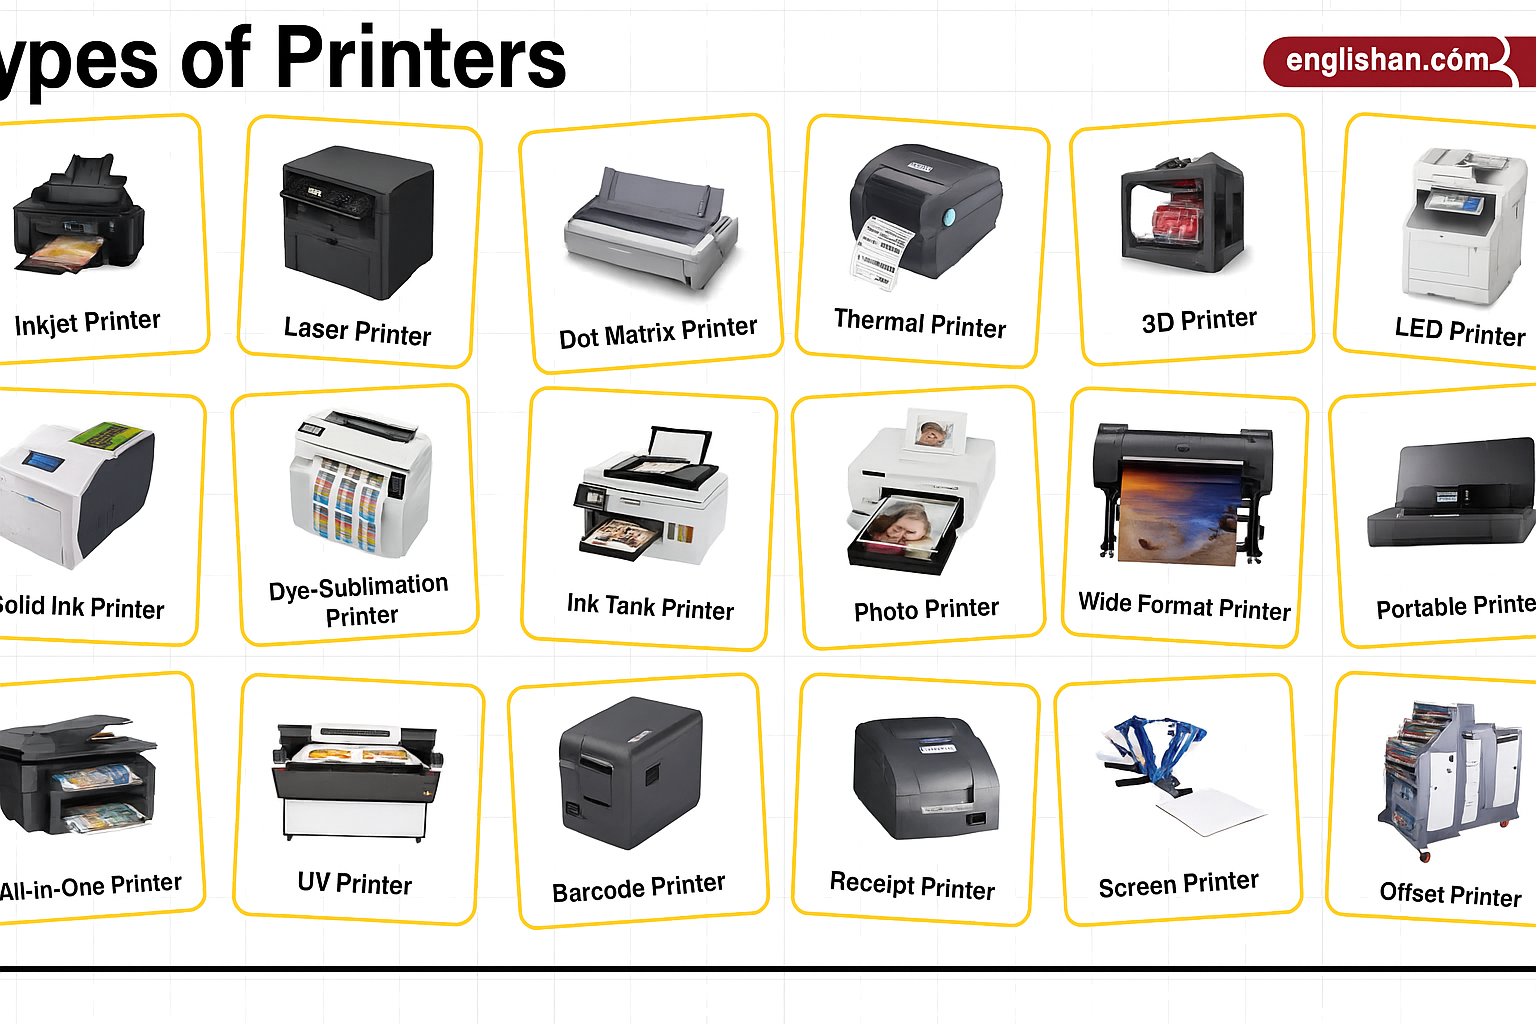 ypes of Printers
englishan.cóm
Inkjet Printer
Laser Printer
Dot Matrix Printer
Thermal Printer
3D Printer
LED Printer
Solid Ink Printer
Dye-Sublimation
Printer
Ink Tank Printer
Photo Printer
Wide Format Printer
Portable Printe
All-in-One Printer
UV Printer
Barcode Printer
Receipt Printer
Screen Printer
Offset Printer